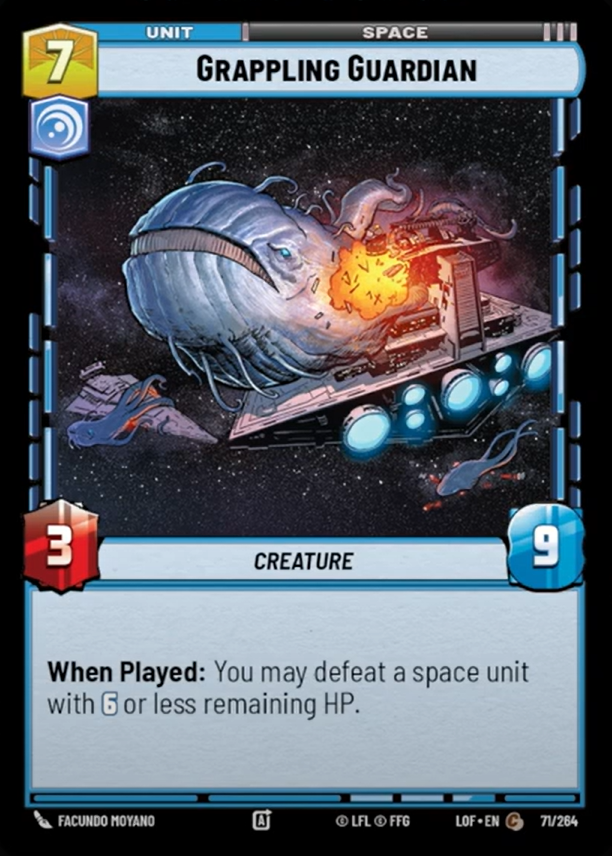 UNIT
SPACE
7
GRAPPLING GUARDIAN
3
CREATURE
9
When Played: You may defeat a space unit
with 6 or less remaining HP.
FACUNDO MOYANO
A
© LFL © FFG
LOF • EN
C
71/264